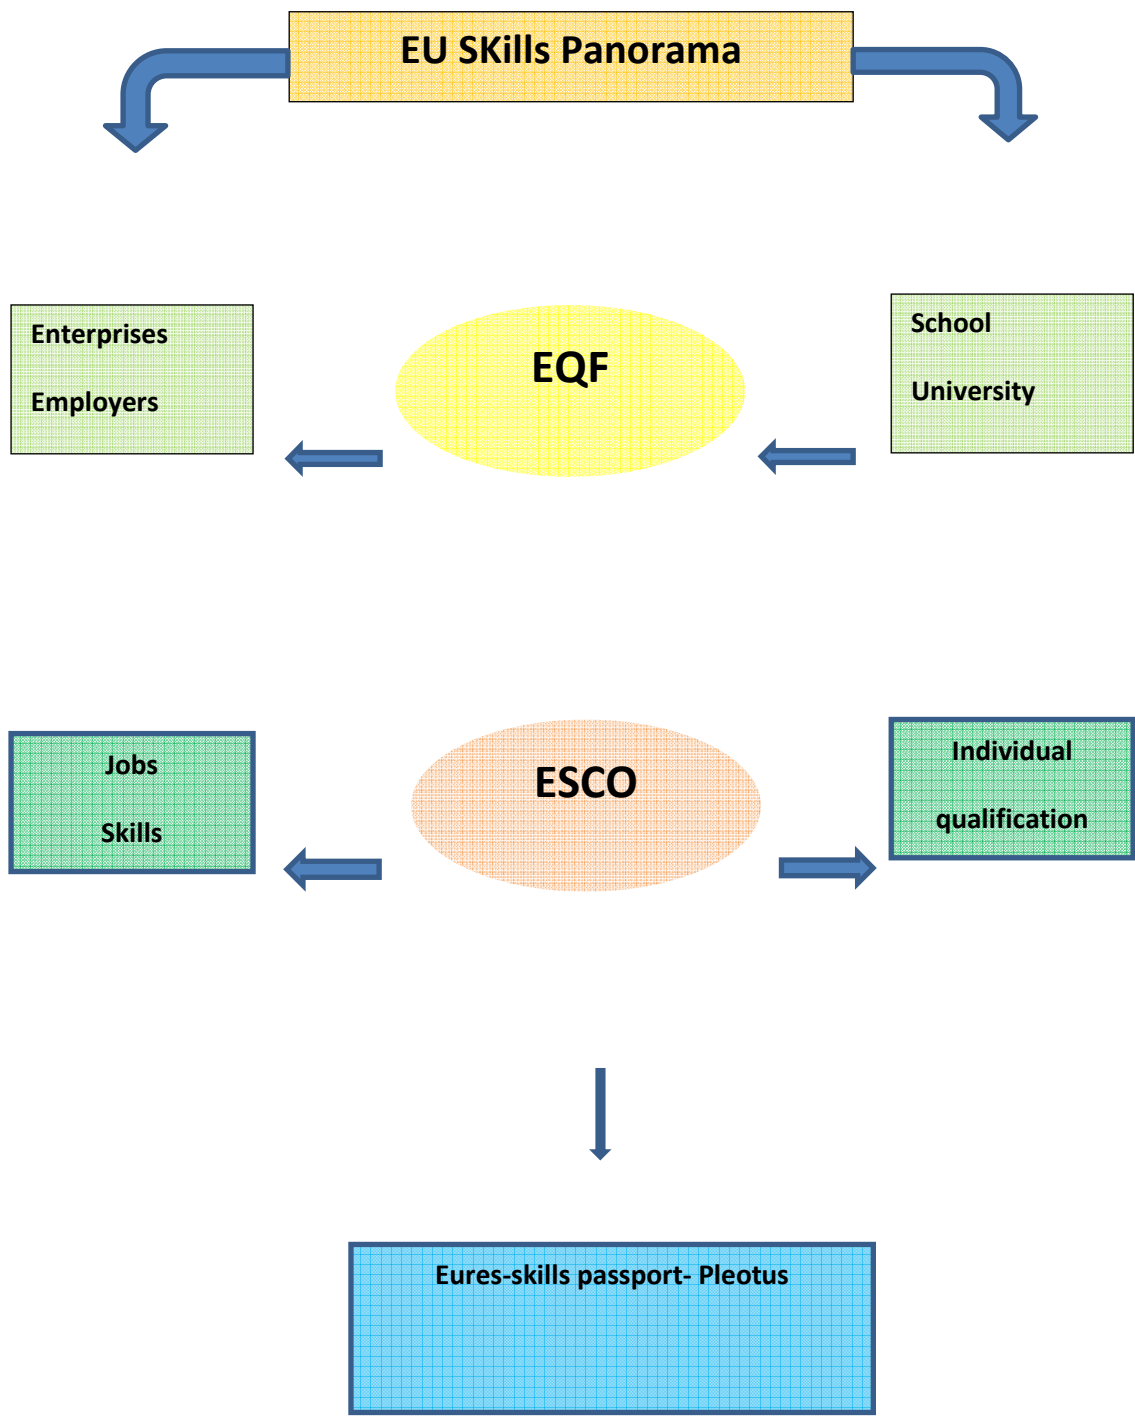 EU SKills Panorama
Enterprises
Employers
EQF
School
University
Jobs
Skills
ESCO
Individual
qualification
Eures-skills passport- Pleotus